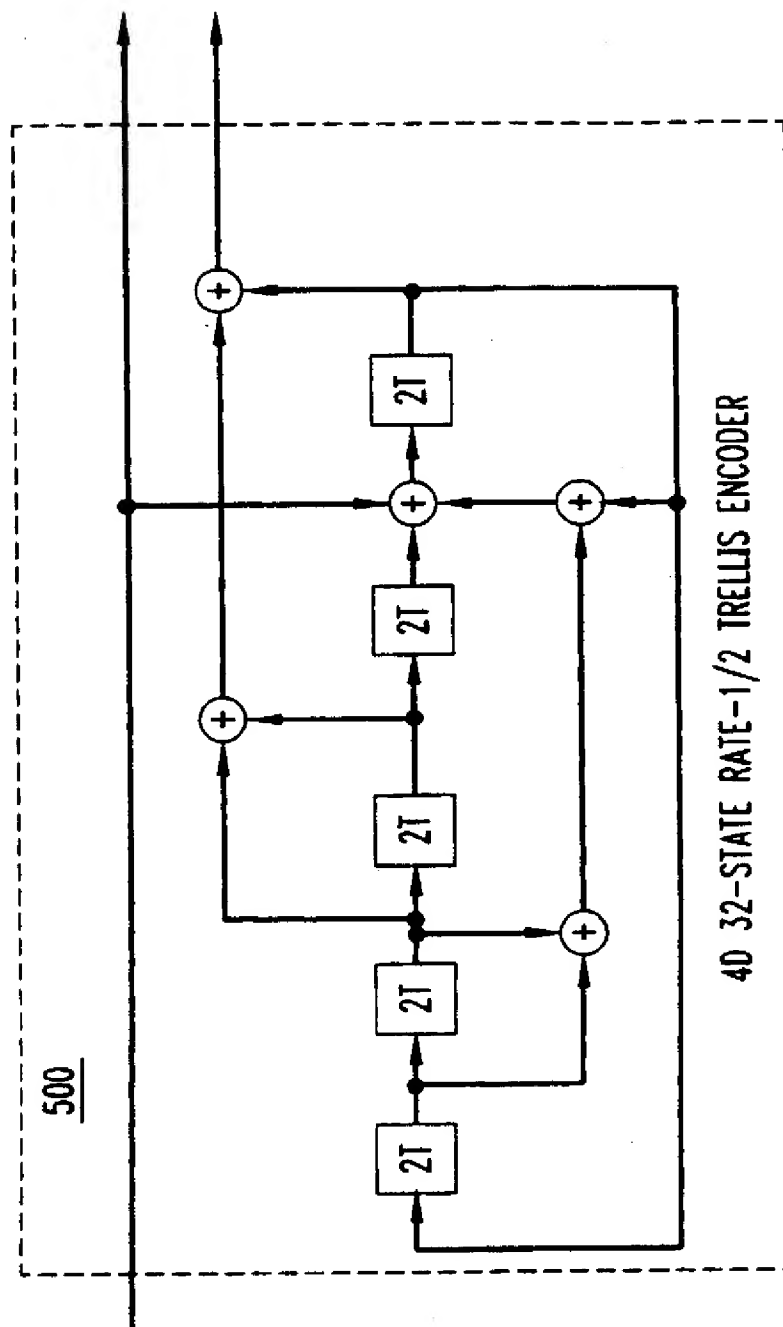 500
2T
2T
2T
2T
2T
+
+
+
+
+
4D 32-STATE RATE-1/2 TRELLIS ENCODER